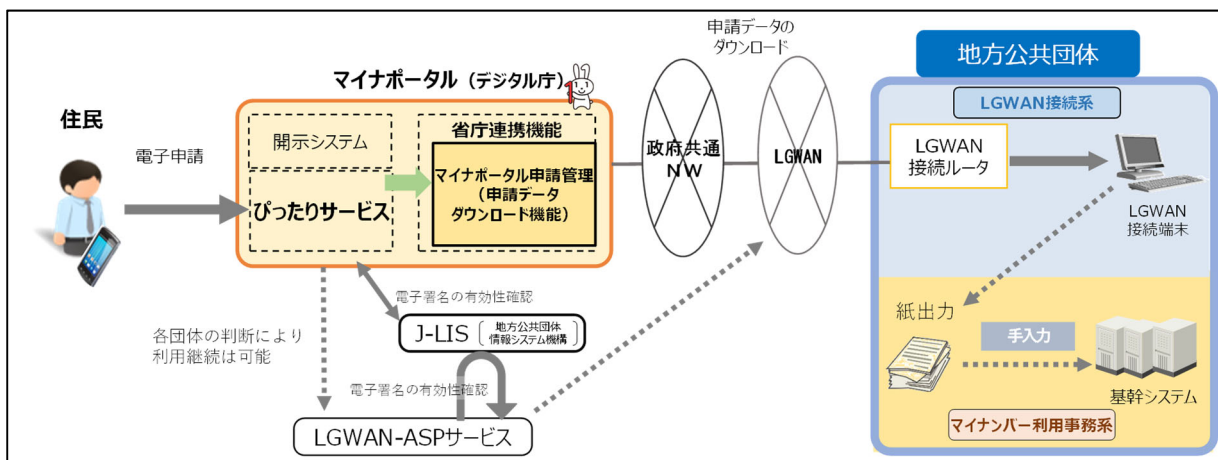 申請データの
ダウンロード
地方公共団体
マイナポータル（デジタル庁）
LGWAN接続系
住民
省庁連携機能
開示システム
電子申請
政府共通
ＮＷ
LGWAN
LGWAN
接続ルータ
マイナポータル申請管理
（申請データ
ダウンロード機能）
ぴったりサービス
LGWAN
接続端末
電子署名の有効性確認
紙出力
各団体の判断により
利用継続は可能
J-LIS
地方公共団体
情報システム機構
手入力
電子署名の有効性確認
基幹システム
LGWAN-ASPサービス
マイナンバー利用事務系